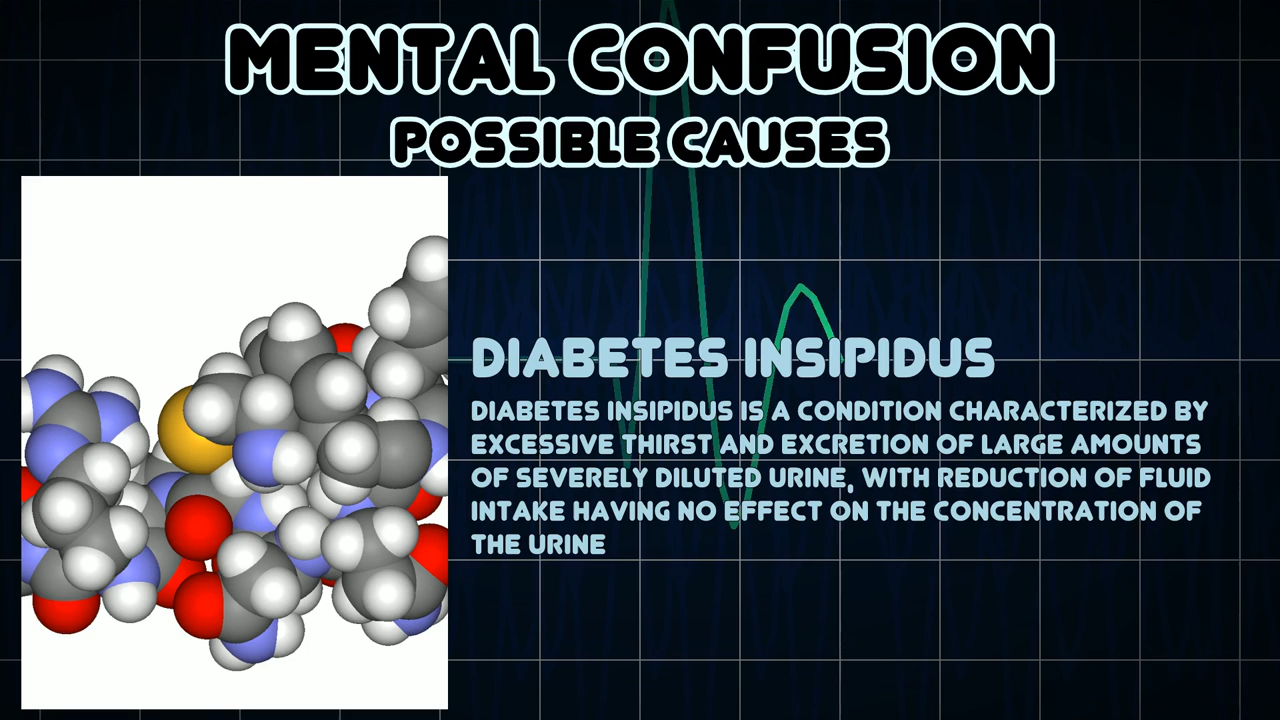 MENTAL CONFUSION
POSSIBLE CAUSES
DIABETES INSIPIDUS
DIABETES INSIPIDUS IS A CONDITION CHARACTERIZED BY
EXCESSIVE THIRST AND EXCRETION OF LARGE AMOUNTS
OF SEVERELY DILUTED URINE, WITH REDUCTION OF FLUID
INTAKE HAVING NO EFFECT ON THE CONCENTRATION OF
THE URINE